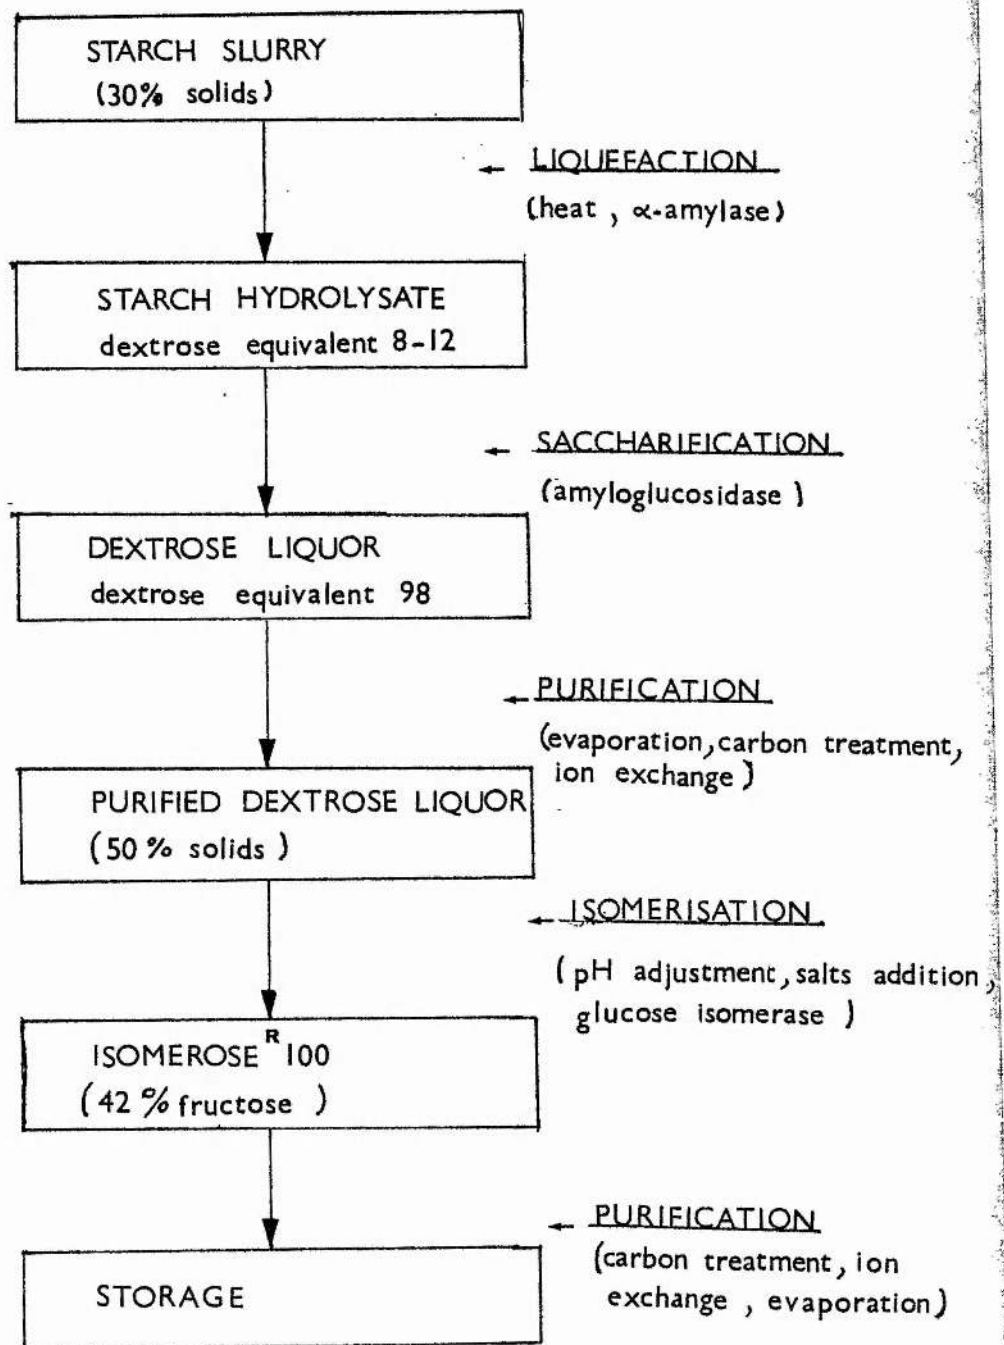 STARCH SLURRY
(30% solids)
← LIQUEFACTION
(heat , α-amylase)
STARCH HYDROLYSATE
dextrose equivalent 8-12
← SACCHARIFICATION
(amyloglucosidase )
DEXTROSE LIQUOR
dextrose equivalent 98
← PURIFICATION
(evaporation, carbon treatment,
ion exchange )
PURIFIED DEXTROSE LIQUOR
(50 % solids )
← ISOMERISATION
( pH adjustment, salts addition,
glucose isomerase )
ISOMEROSE R 100
( 42 % fructose )
← PURIFICATION
(carbon treatment, ion
exchange , evaporation)
STORAGE